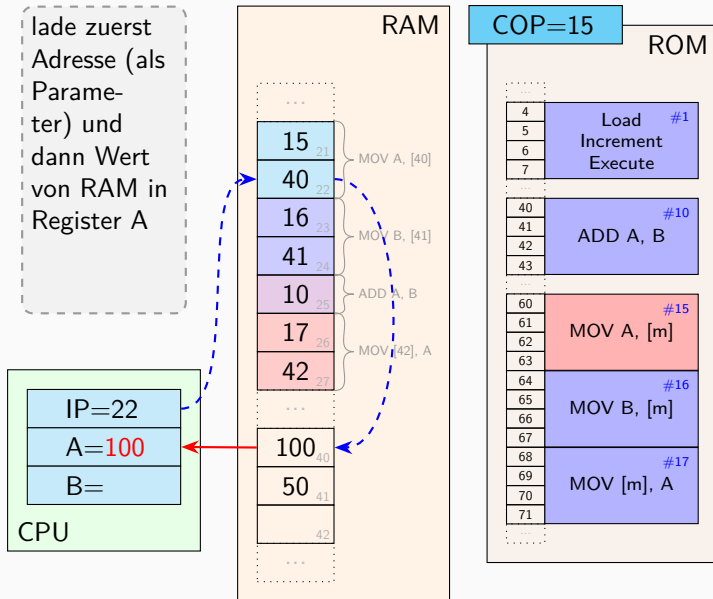 lade zuerst
Adresse (als
Parame-
ter) und
dann Wert
von RAM in
Register A
RAM
...
15
21
40
22
MOV A, [40]
16
23
41
24
MOV B, [41]
10
25
ADD A, B
17
26
42
27
MOV [42], A
...
100
40
50
41
42
...
IP=22
A=100
B=
CPU
COP=15
ROM
...
4
5
6
7
#1
Load
Increment
Execute
...
40
41
42
43
#10
ADD A, B
...
60
61
62
63
#15
MOV A, [m]
64
65
66
67
#16
MOV B, [m]
68
69
70
71
#17
MOV [m], A
...